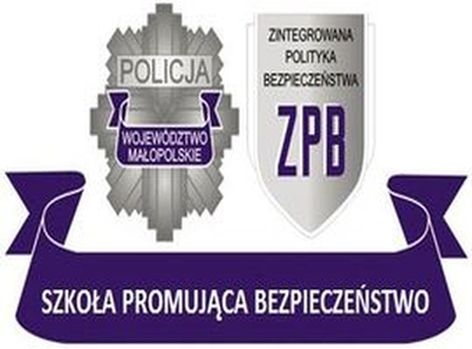 POLICJA
WOJEWÓDZTWO
MAŁOPOLSKIE
ZINTEGROWANA
POLITYKA
BEZPIECZEŃSTWA
ZPB
SZKOŁA PROMUJĄCA BEZPIECZEŃSTWO